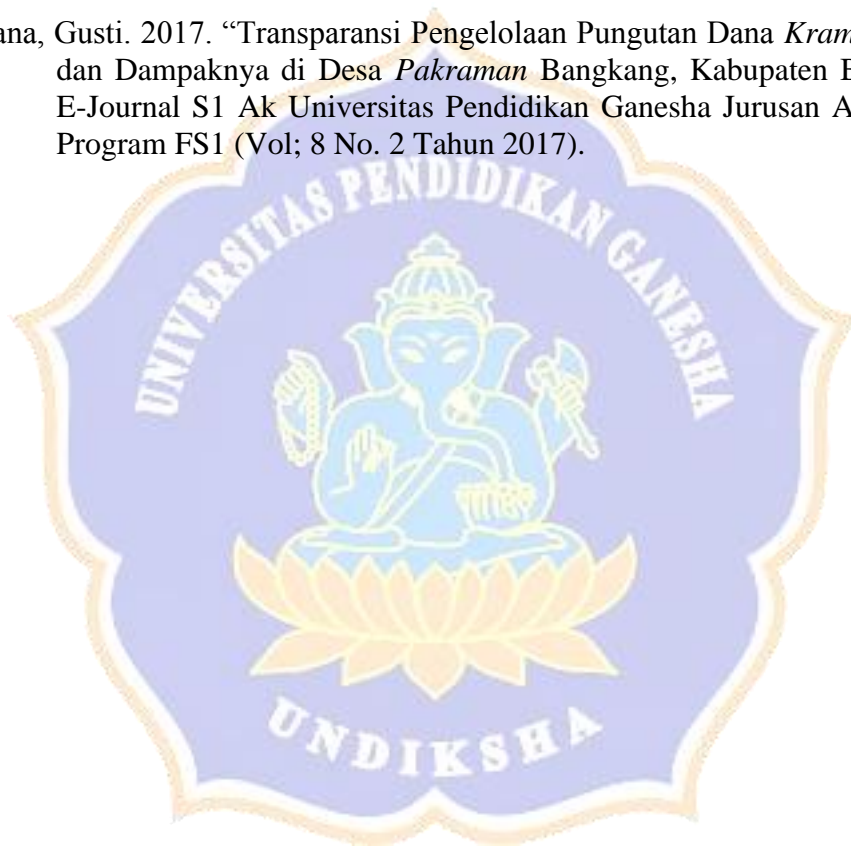 ana, Gusti. 2017. “Transparansi Pengelolaan Pungutan Dana Kram
dan Dampaknya di Desa Pakraman Bangkang, Kabupaten B
E-Journal S1 Ak Universitas Pendidikan Ganesha Jurusan A
Program FS1 (Vol; 8 No. 2 Tahun 2017).
UNIVERSITAS PENDIDIKAN GANESHA
UNDIKSHA